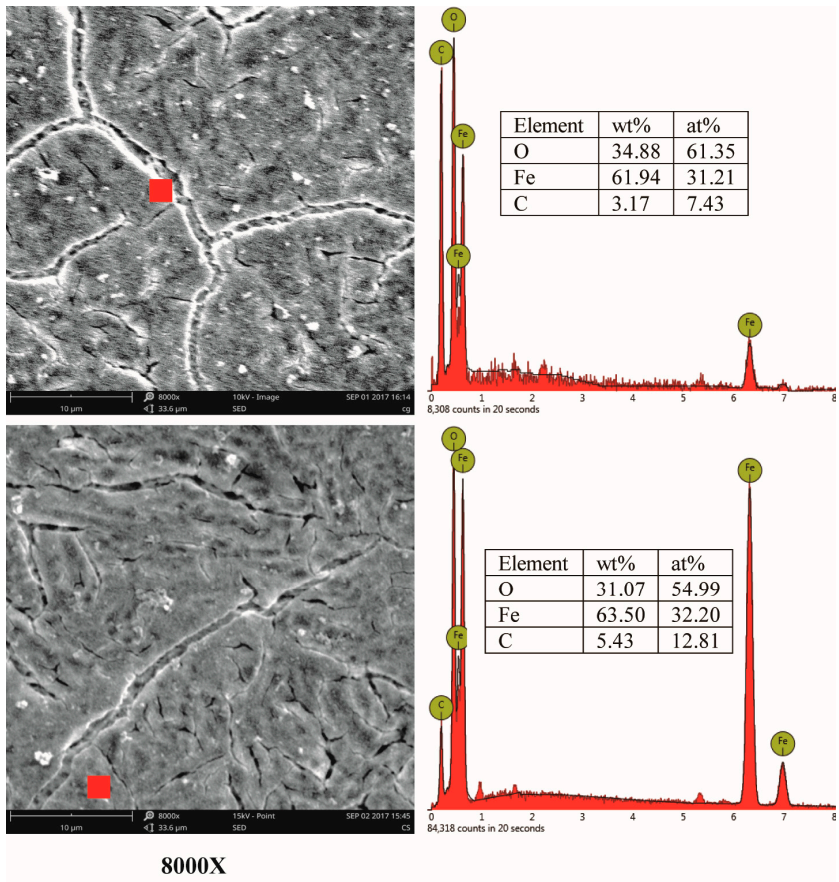 O
C
Fe
Fe
Fe
Element wt% at%
O 34.88 61.35
Fe 61.94 31.21
C 3.17 7.43
0 1 2 3 4 5 6 7 8
8,308 counts in 20 seconds
10 µm
8000x 10kV - Image SEP 01 2017 16:14
33.6 µm SED cg
O
Fe
Fe
Fe
C
Fe
Element wt% at%
O 31.07 54.99
Fe 63.50 32.20
C 5.43 12.81
0 1 2 3 4 5 6 7 8
84,318 counts in 20 seconds
10 µm
8000x 15kV - Point SEP 02 2017 15:45
33.6 µm SED CS
8000X